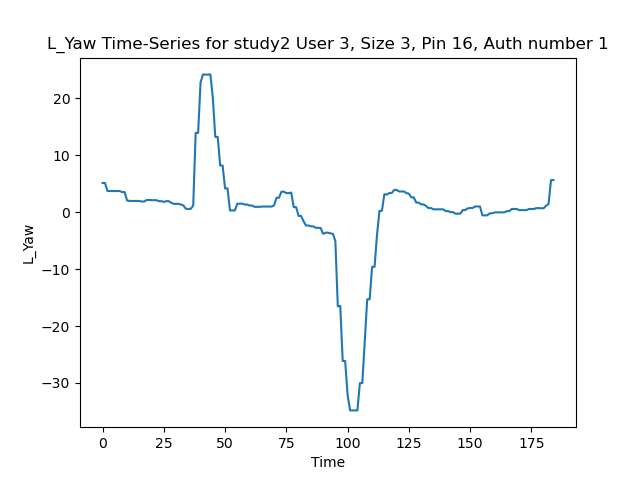 L_Yaw Time-Series for study2 User 3, Size 3, Pin 16, Auth number 1
20
10
0
−10
−20
−30
L_Yaw
0 25 50 75 100 125 150 175
Time